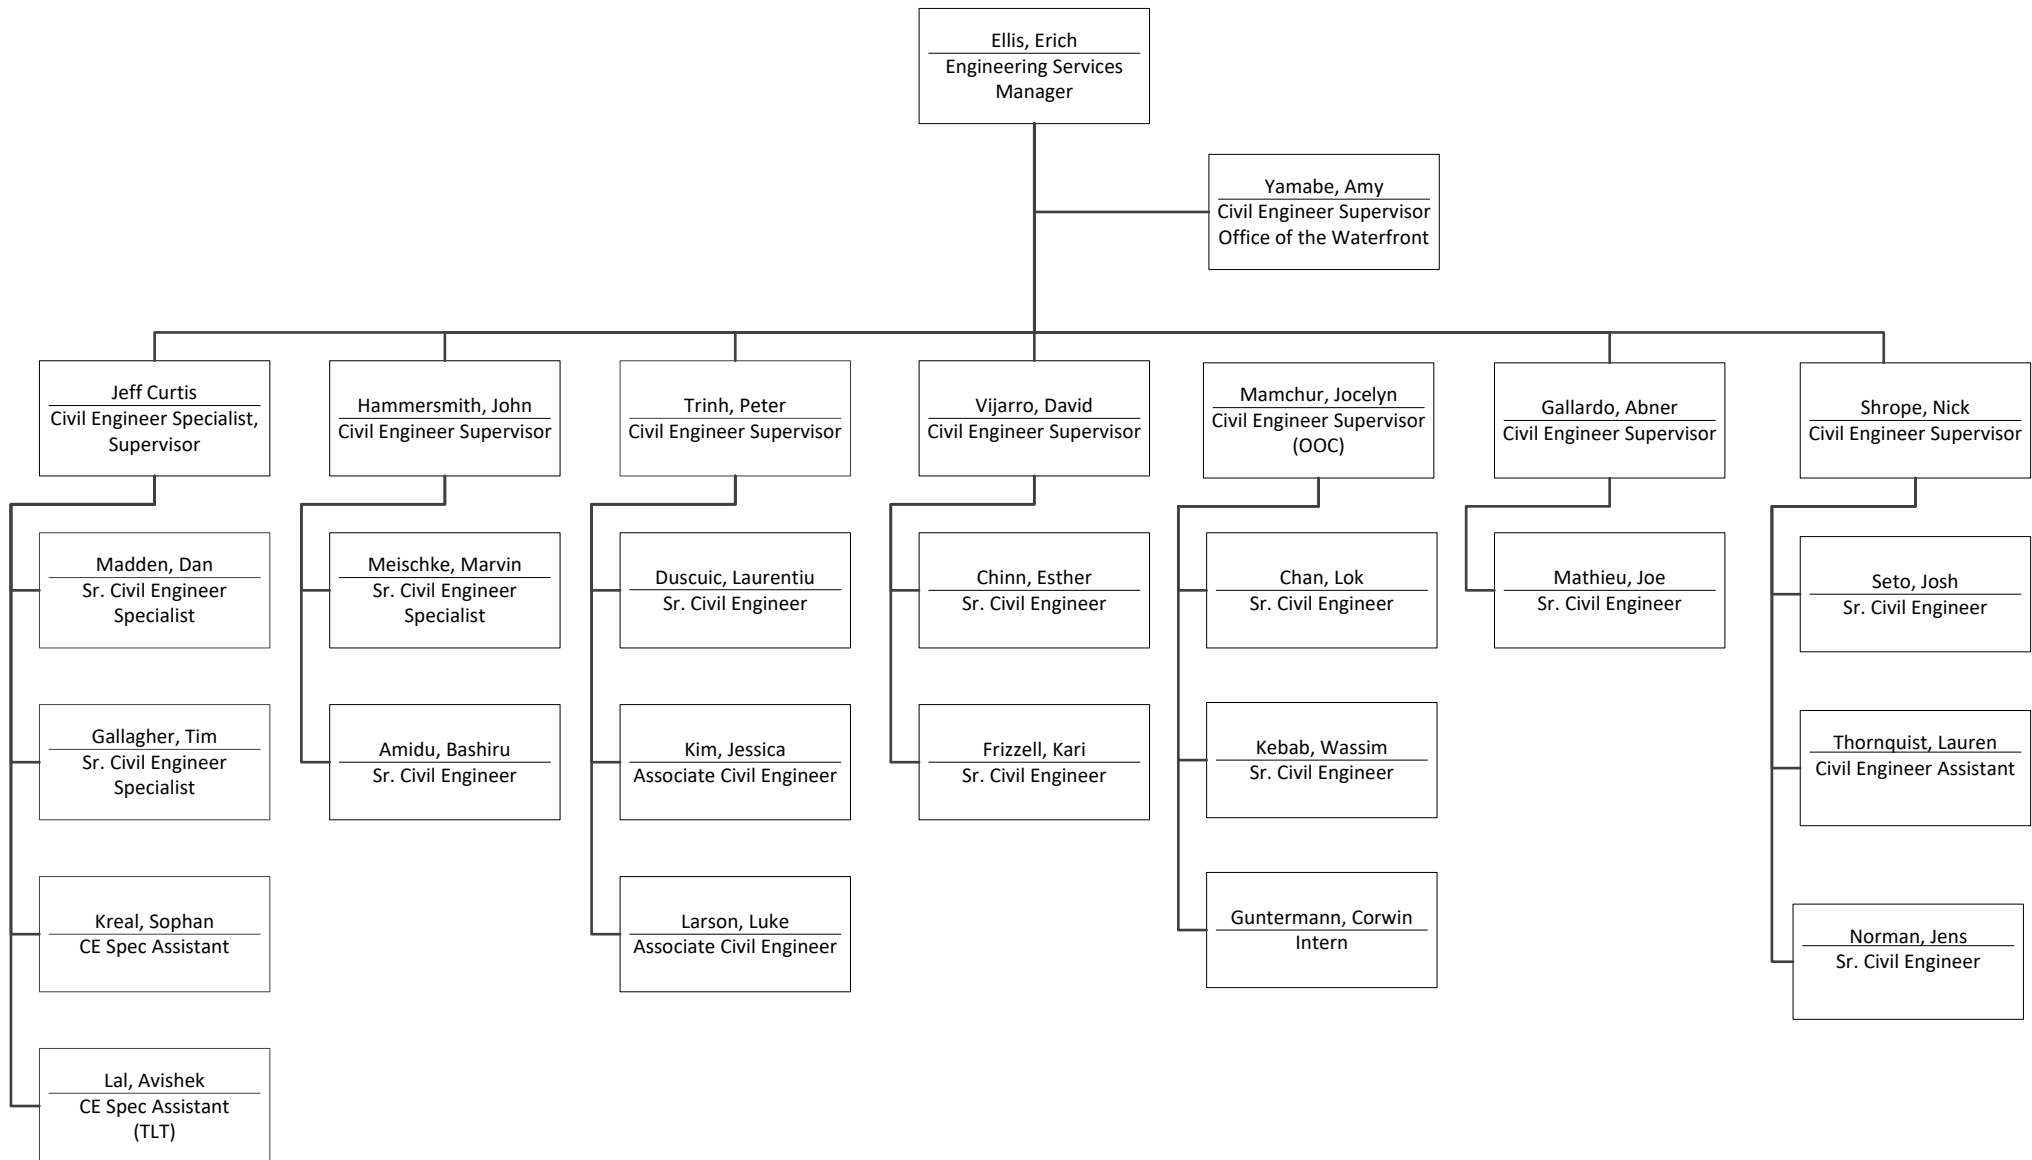 Ellis, Erich
Engineering Services
Manager
Yamabe, Amy
Civil Engineer Supervisor
Office of the Waterfront
Jeff Curtis
Civil Engineer Specialist,
Supervisor
Hammersmith, John
Civil Engineer Supervisor
Trinh, Peter
Civil Engineer Supervisor
Vijarro, David
Civil Engineer Supervisor
Mamchur, Jocelyn
Civil Engineer Supervisor
(OOC)
Gallardo, Abner
Civil Engineer Supervisor
Shrope, Nick
Civil Engineer Supervisor
Madden, Dan
Sr. Civil Engineer
Specialist
Meischke, Marvin
Sr. Civil Engineer
Specialist
Duscuic, Laurentiu
Sr. Civil Engineer
Chinn, Esther
Sr. Civil Engineer
Chan, Lok
Sr. Civil Engineer
Mathieu, Joe
Sr. Civil Engineer
Seto, Josh
Sr. Civil Engineer
Gallagher, Tim
Sr. Civil Engineer
Specialist
Amidu, Bashiru
Sr. Civil Engineer
Kim, Jessica
Associate Civil Engineer
Frizzell, Kari
Sr. Civil Engineer
Kebab, Wassim
Sr. Civil Engineer
Thornquist, Lauren
Civil Engineer Assistant
Kreal, Sophan
CE Spec Assistant
Larson, Luke
Associate Civil Engineer
Guntermann, Corwin
Intern
Norman, Jens
Sr. Civil Engineer
Lal, Avishek
CE Spec Assistant
(TLT)